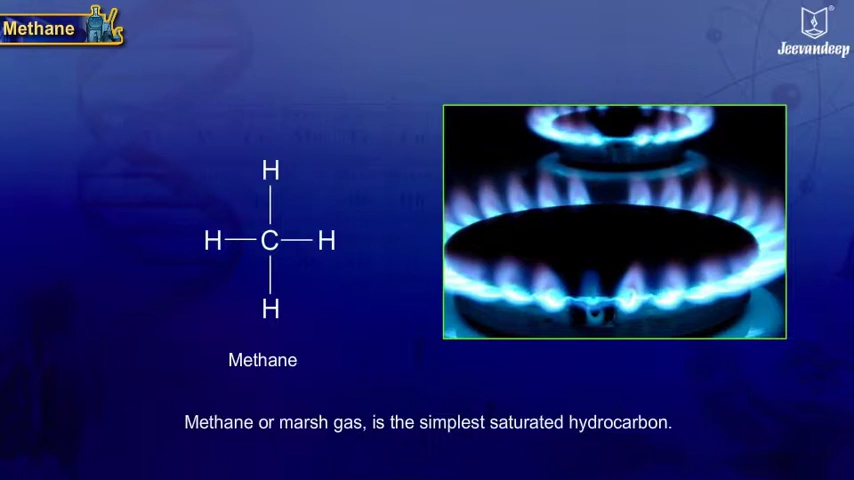 Methane
Jeevandeep
H
H C H
H
Methane
Methane or marsh gas, is the simplest saturated hydrocarbon.